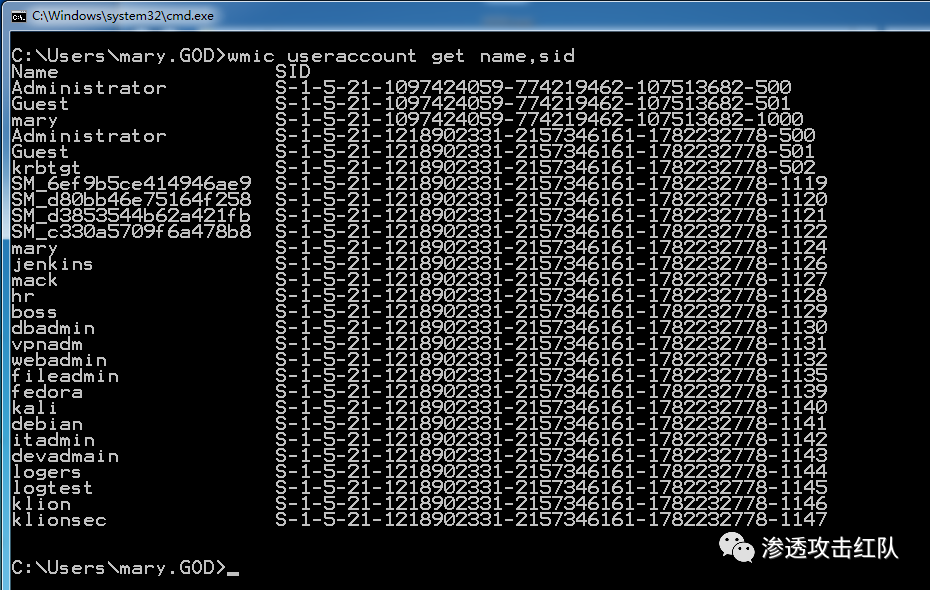 C:\Windows\system32\cmd.exe
C:\Users\mary.GOD>wmic useraccount get name,sid
Name SID
Administrator S-1-5-21-1097424059-774219462-107513682-500
Guest S-1-5-21-1097424059-774219462-107513682-501
mary S-1-5-21-1097424059-774219462-107513682-1000
Administrator S-1-5-21-1218902331-2157346161-1782232778-500
Guest S-1-5-21-1218902331-2157346161-1782232778-501
krbtgt S-1-5-21-1218902331-2157346161-1782232778-502
SM_6ef9b5ce414946ae9 S-1-5-21-1218902331-2157346161-1782232778-1119
SM_d80bb46e75164f258 S-1-5-21-1218902331-2157346161-1782232778-1120
SM_d3853544b62a421fb S-1-5-21-1218902331-2157346161-1782232778-1121
SM_c330a5709f6a478b8 S-1-5-21-1218902331-2157346161-1782232778-1122
mary S-1-5-21-1218902331-2157346161-1782232778-1124
jenkins S-1-5-21-1218902331-2157346161-1782232778-1126
mack S-1-5-21-1218902331-2157346161-1782232778-1127
hr S-1-5-21-1218902331-2157346161-1782232778-1128
boss S-1-5-21-1218902331-2157346161-1782232778-1129
dbadmin S-1-5-21-1218902331-2157346161-1782232778-1130
vpnadm S-1-5-21-1218902331-2157346161-1782232778-1131
webadmin S-1-5-21-1218902331-2157346161-1782232778-1132
fileadmin S-1-5-21-1218902331-2157346161-1782232778-1135
fedora S-1-5-21-1218902331-2157346161-1782232778-1139
kali S-1-5-21-1218902331-2157346161-1782232778-1140
debian S-1-5-21-1218902331-2157346161-1782232778-1141
itadmin S-1-5-21-1218902331-2157346161-1782232778-1142
devadmain S-1-5-21-1218902331-2157346161-1782232778-1143
logers S-1-5-21-1218902331-2157346161-1782232778-1144
logtest S-1-5-21-1218902331-2157346161-1782232778-1145
klion S-1-5-21-1218902331-2157346161-1782232778-1146
klionsec S-1-5-21-1218902331-2157346161-1782232778-1147
渗透攻击红队
C:\Users\mary.GOD>_